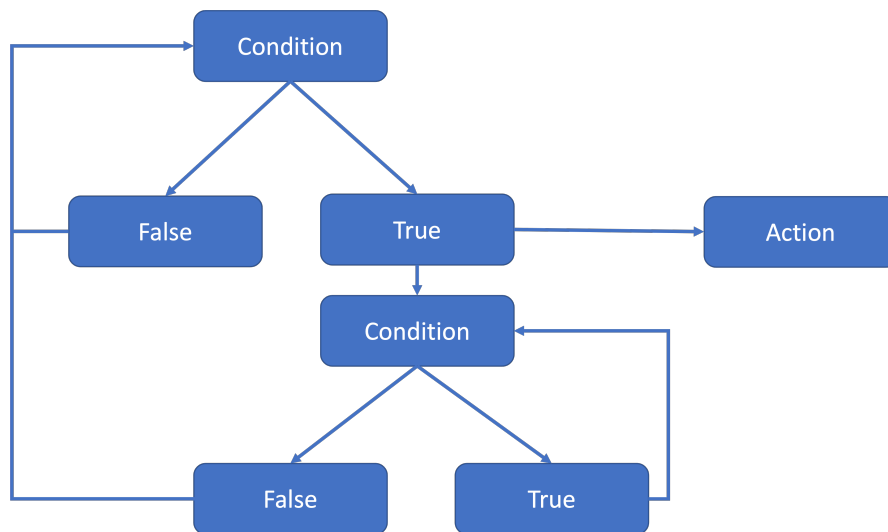 Condition
False
True
Action
Condition
False
True